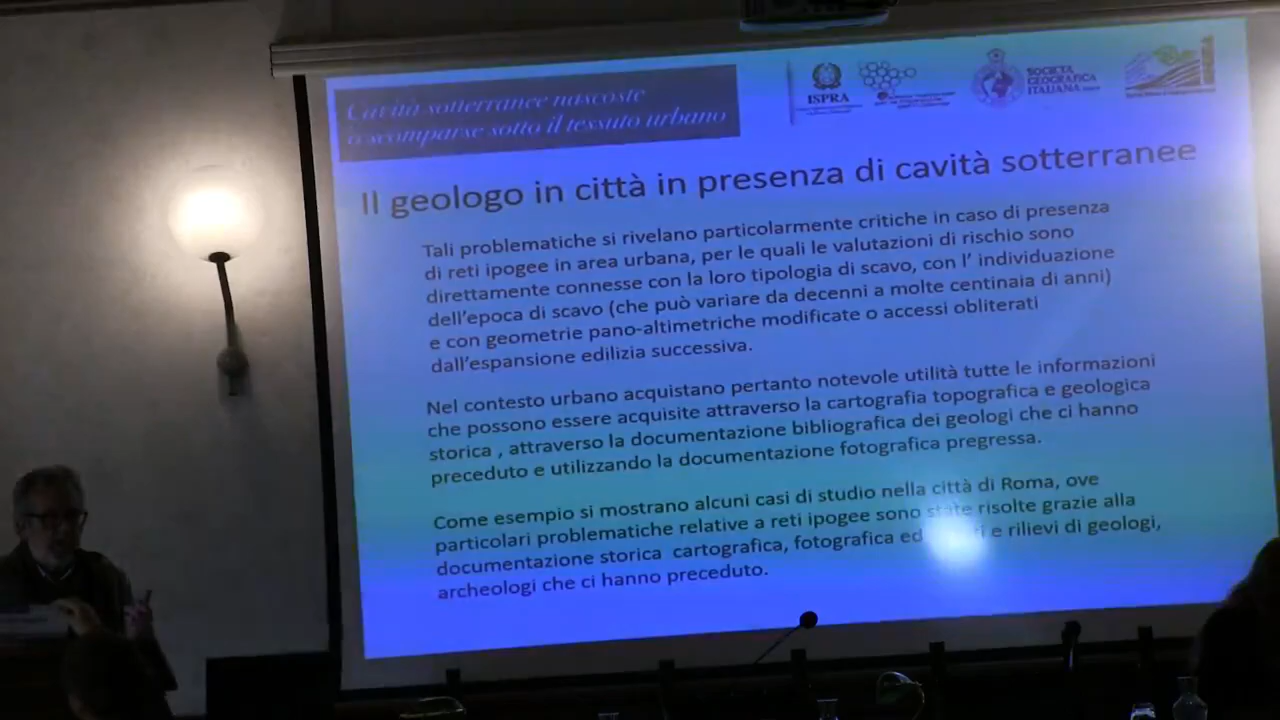 Cavità sotterranee nascoste
o scomparse sotto il tessuto urbano
ISPRA
SOCIETÀ
GEOGRAFICA
ITALIANA
Il geologo in città in presenza di cavità sotterranee
Tali problematiche si rivelano particolarmente critiche in caso di presenza
di reti ipogee in area urbana, per le quali le valutazioni di rischio sono
direttamente connesse con la loro tipologia di scavo, con l' individuazione
dell'epoca di scavo (che può variare da decenni a molte centinaia di anni)
e con geometrie pano-altimetriche modificate o accessi obliterati
dall'espansione edilizia successiva.
Nel contesto urbano acquistano pertanto notevole utilità tutte le informazioni
che possono essere acquisite attraverso la cartografia topografica e geologica
storica , attraverso la documentazione bibliografica dei geologi che ci hanno
preceduto e utilizzando la documentazione fotografica pregressa.
Come esempio si mostrano alcuni casi di studio nella città di Roma, ove
particolari problematiche relative a reti ipogee sono state risolte grazie alla
documentazione storica cartografica, fotografica ed e rilievi di geologi,
archeologi che ci hanno preceduto.